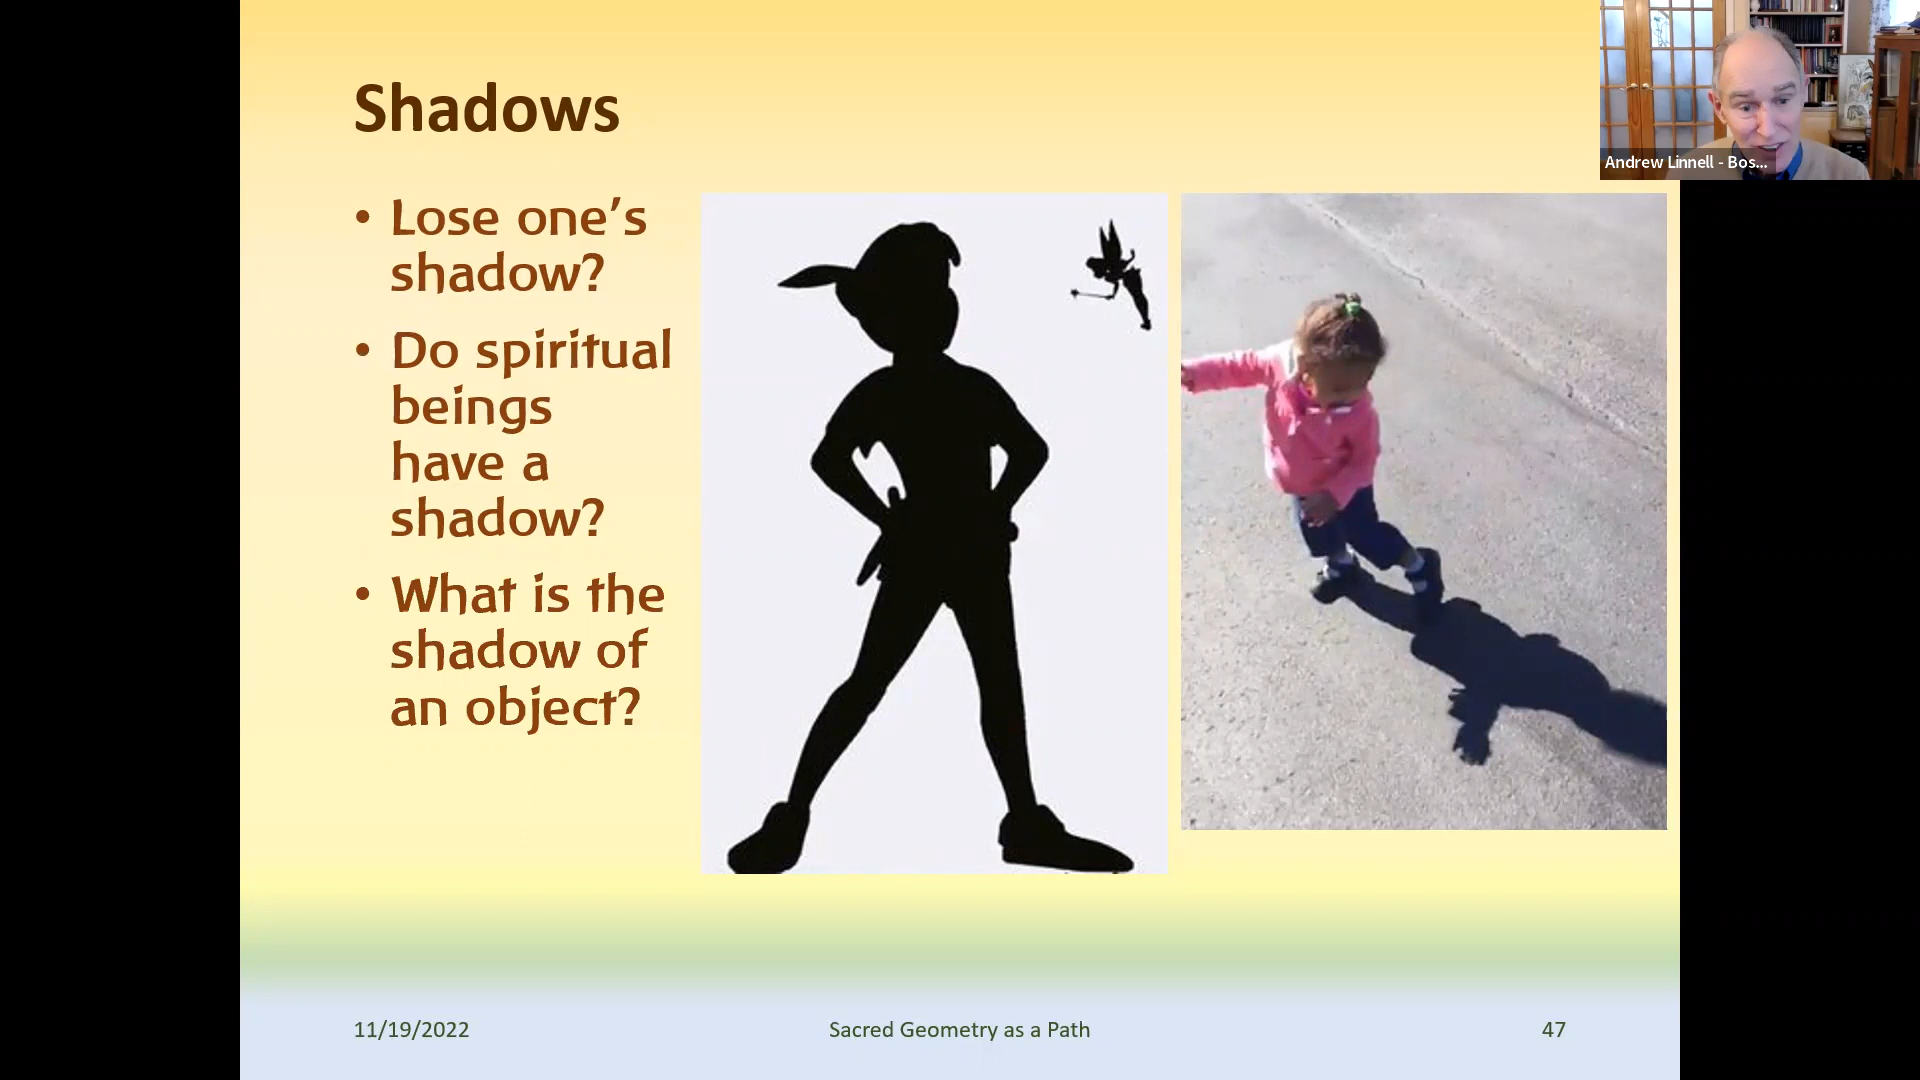 Shadows
Andrew Linnell - Bos...
• Lose one’s
shadow?
• Do spiritual
beings
have a
shadow?
• What is the
shadow of
an object?
11/19/2022
Sacred Geometry as a Path
47